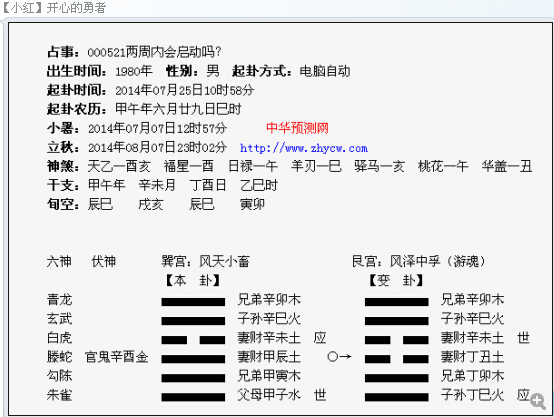 【小红】开心的勇者
占事：000521两周内会启动吗?
出生时间：1980年 性别：男 起卦方式：电脑自动
起卦时间：2014年07月25日10时58分
起卦农历：甲午年六月廿九日巳时
小暑：2014年07月07日12时57分 中华预测网
立秋：2014年08月07日23时02分 http://www.zhycw.com
神煞：天乙—酉亥 福星—酉 日禄—午 羊刃—巳 驿马—亥 桃花—午 华盖—丑
干支：甲午年 辛未月 丁酉日 乙巳时
旬空：辰巳 戌亥 辰巳 寅卯
六神 伏神 巽宫：风天小畜 艮宫：风泽中孚（游魂）
【本 卦】 【变 卦】
青龙 兄弟辛卯木 兄弟辛卯木
玄武 子孙辛巳火 子孙辛巳火
白虎 妻财辛未土 应 妻财辛未土 世
螣蛇 官鬼辛酉金 妻财甲辰土 ○→ 妻财丁丑土
勾陈 兄弟甲寅木 兄弟丁卯木
朱雀 父母甲子水 世 子孙丁巳火 应